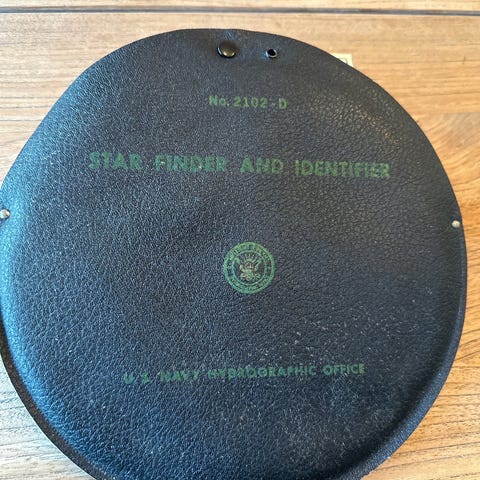 No. 2102-D
STAR FINDER AND IDENTIFIER
U. S. NAVY HYDROGRAPHIC OFFICE